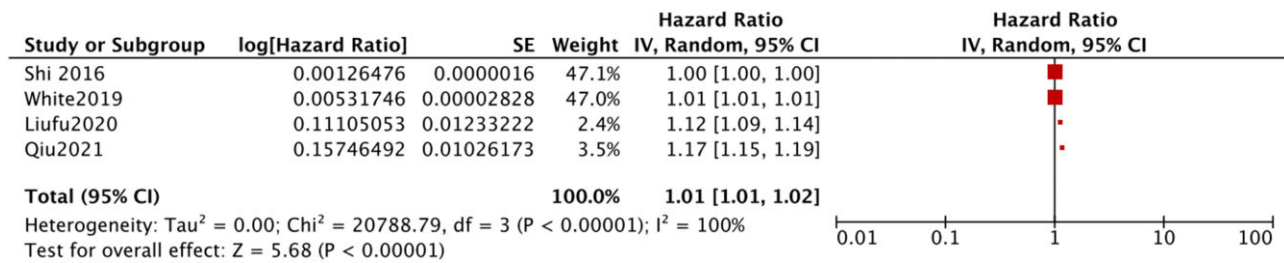 Hazard Ratio Hazard Ratio
Study or Subgroup log[Hazard Ratio] SE Weight IV, Random, 95% CI IV, Random, 95% CI
Shi 2016 0.00126476 0.0000016 47.1% 1.00 [1.00, 1.00]
White2019 0.00531746 0.00002828 47.0% 1.01 [1.01, 1.01]
Liufu2020 0.11105053 0.01233222 2.4% 1.12 [1.09, 1.14]
Qiu2021 0.15746492 0.01026173 3.5% 1.17 [1.15, 1.19]
Total (95% CI) 100.0% 1.01 [1.01, 1.02]
Heterogeneity: Tau² = 0.00; Chi² = 20788.79, df = 3 (P < 0.00001); I² = 100%
Test for overall effect: Z = 5.68 (P < 0.00001)
0.01 0.1 1 10 100